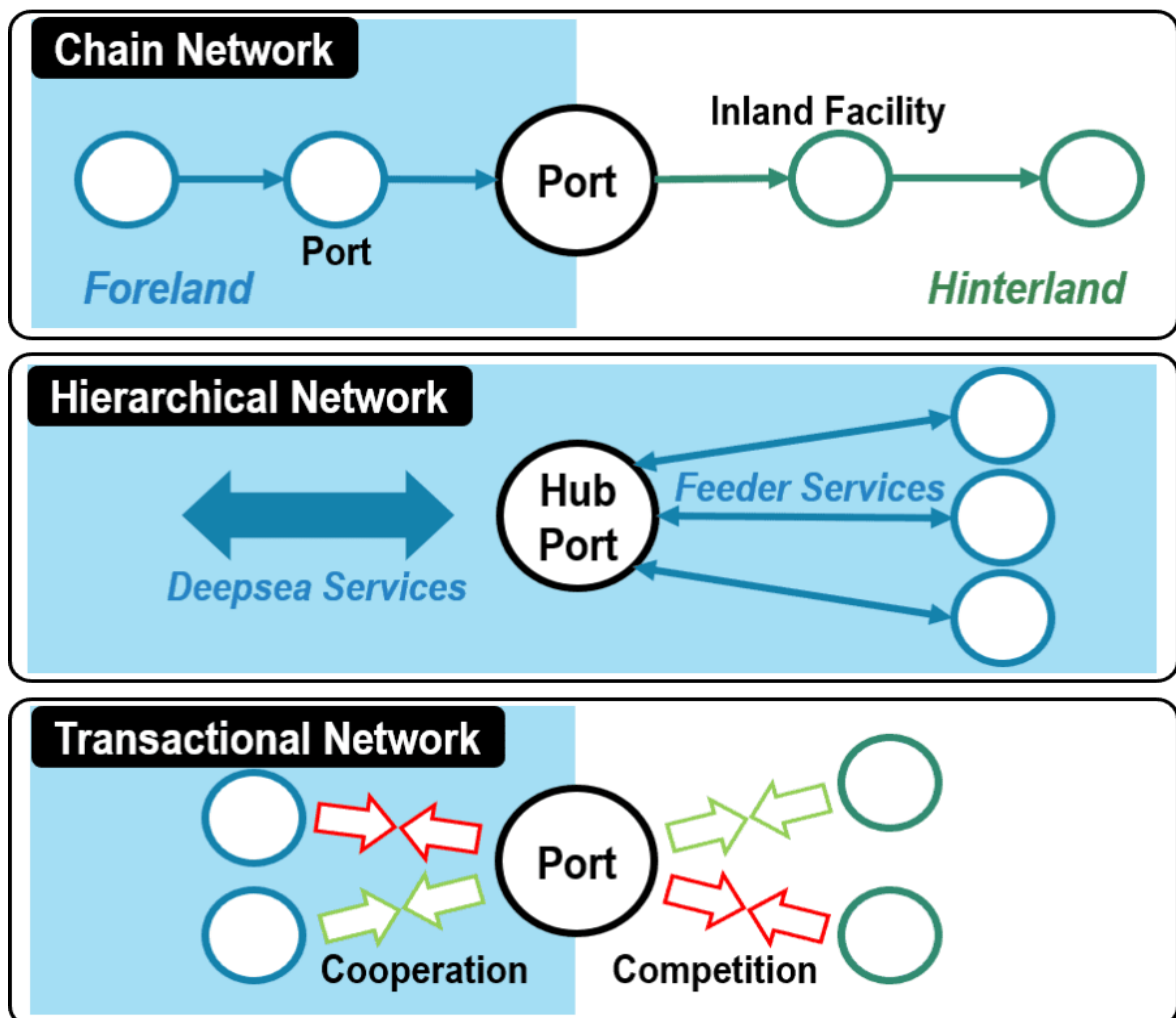 Chain Network
Inland Facility
Port
Port
Foreland
Hinterland
Hierarchical Network
Hub
Port
Feeder Services
Deepsea Services
Transactional Network
Port
Cooperation
Competition